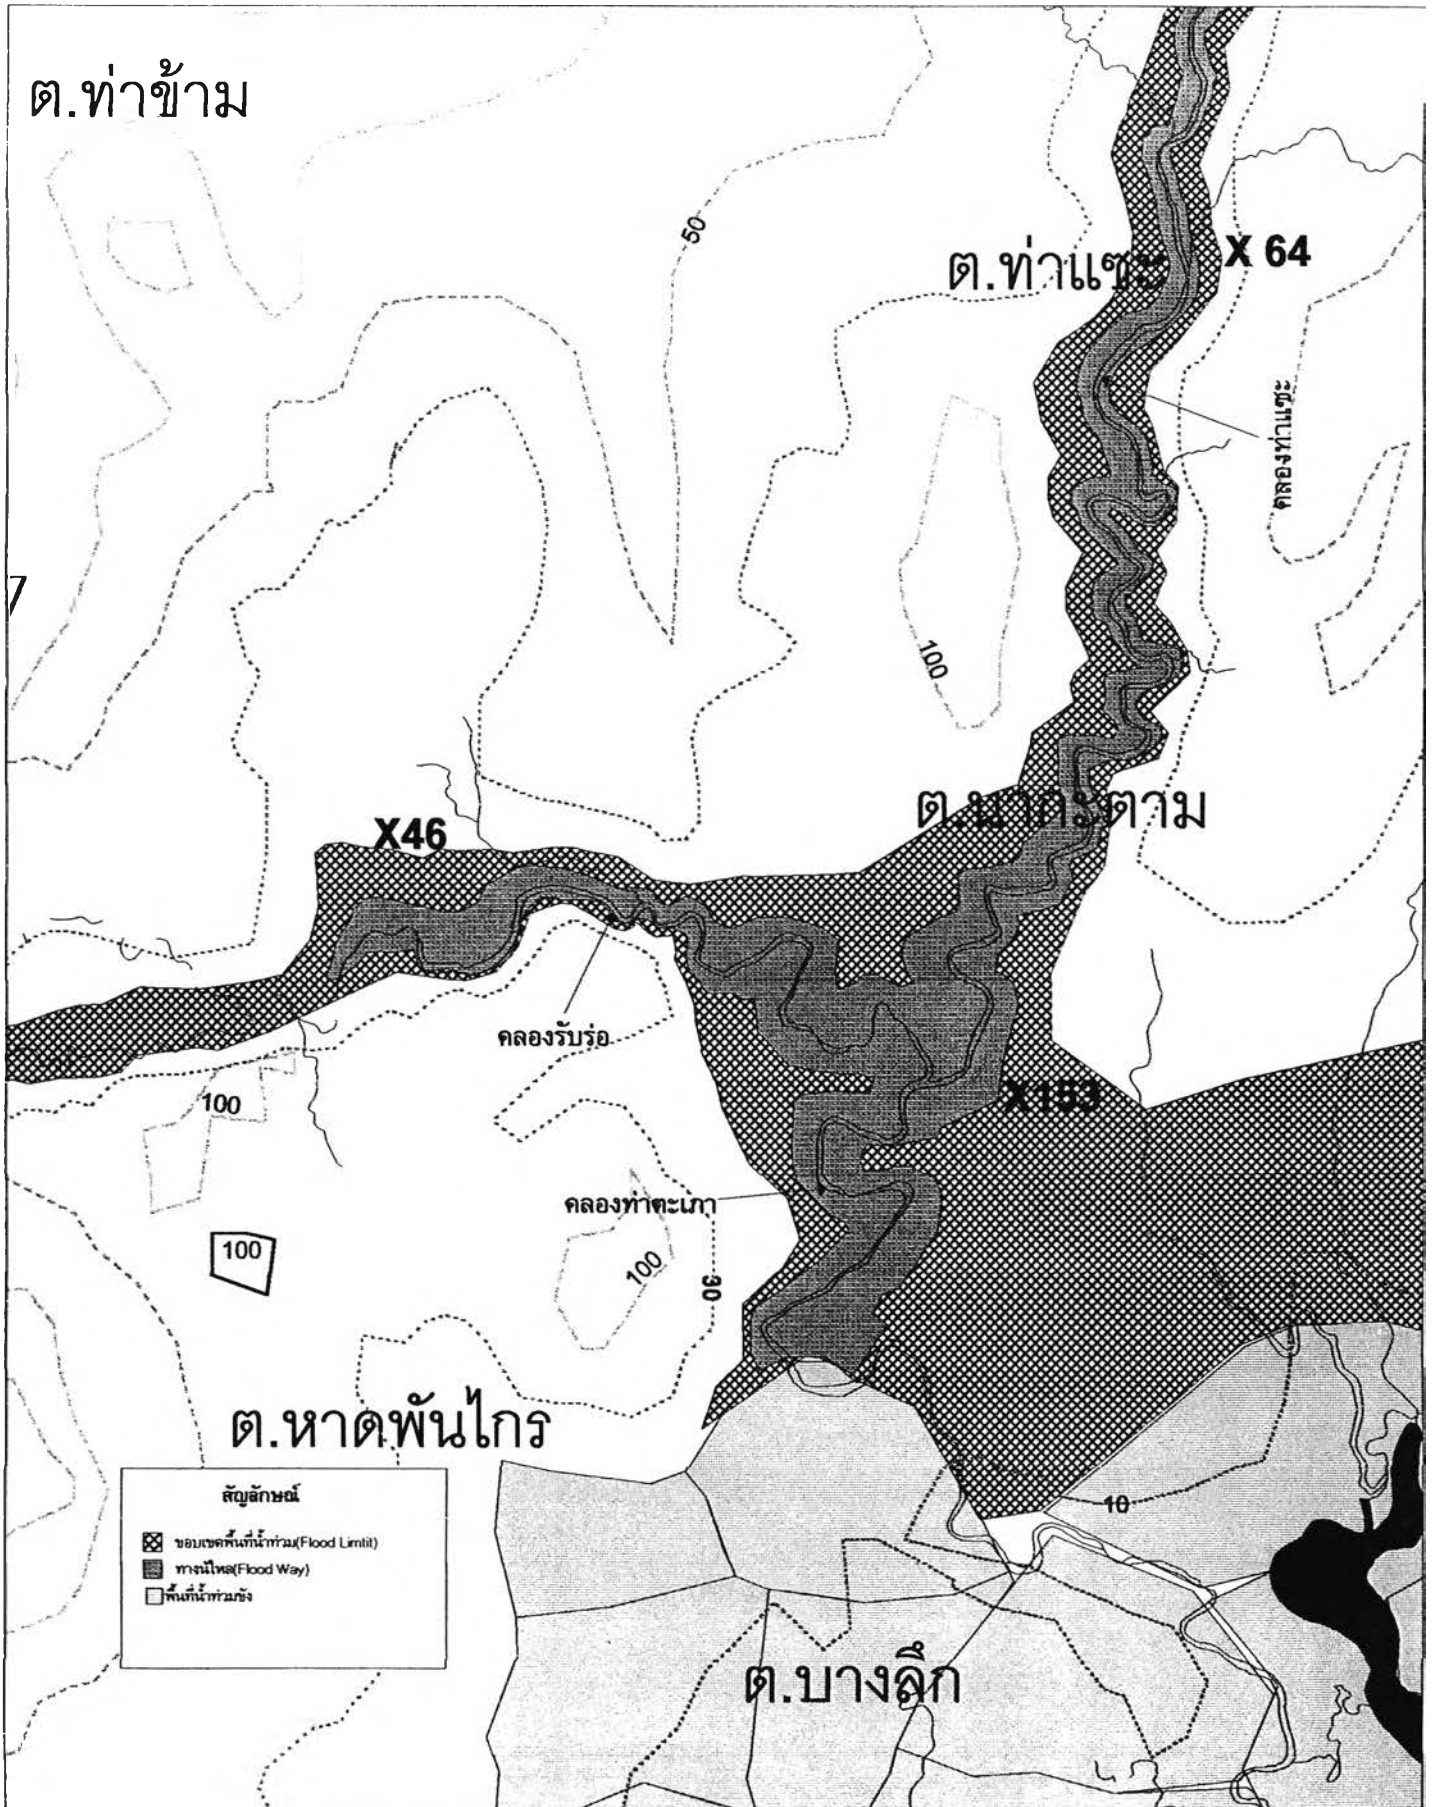 ต.ท่าข้าม
50
ต.ท่าแซะ
X 64
คลองท่าแซะ
7
100
ต.นากระตาม
X46
คลองรับร่อ
X 153
100
คลองท่าตะเภา
100
100
30
ต.หาดพันไกร
สัญลักษณ์
ขอบเขตพื้นที่น้ำท่วม(Flood Limtit)
ทางน้ไหล(Flood Way)
พื้นที่น้ำท่วมขัง
10
ต.บางลึก